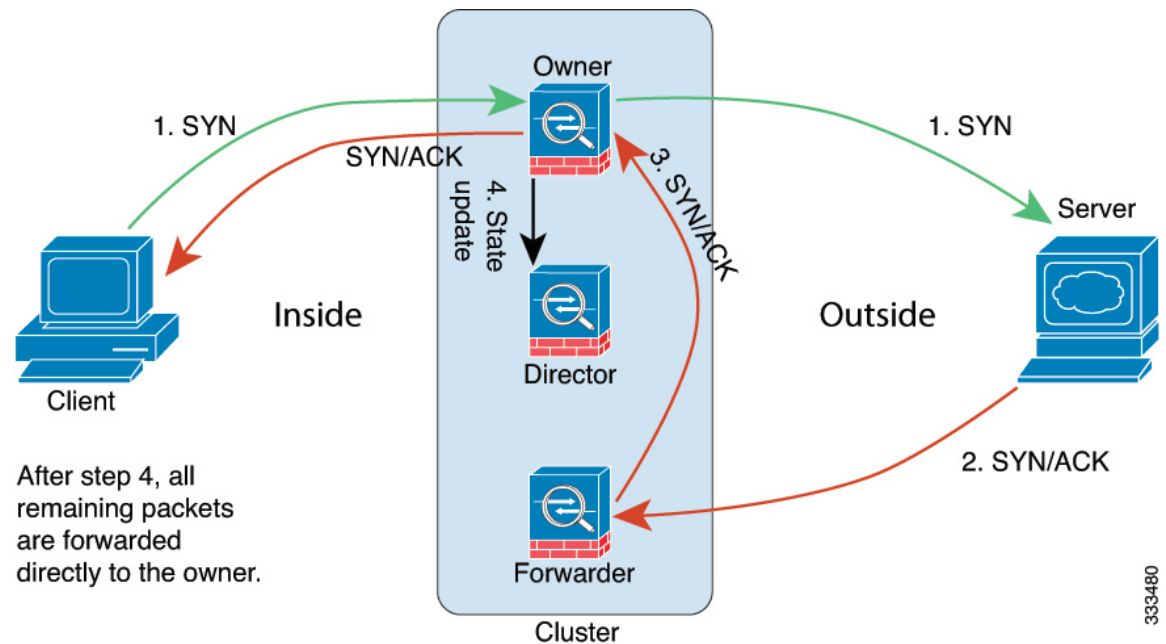 Owner
1. SYN
1. SYN
SYN/ACK
3. SYN/ACK
4. State
update
Server
Inside
Outside
Director
Client
2. SYN/ACK
After step 4, all
remaining packets
are forwarded
directly to the owner.
Forwarder
Cluster
333480